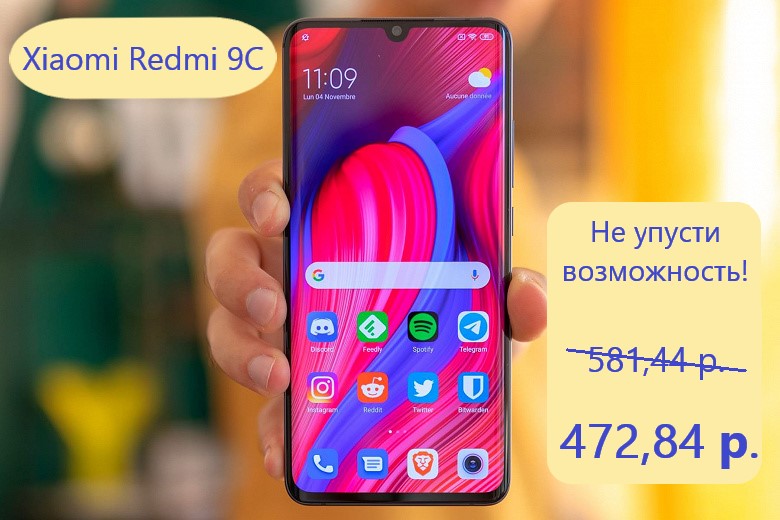 Xiaomi Redmi 9C
11:09
Lun 04 Novembre
Aucune donnée
G
Discord
Feedly
Spotify
Telegram
Instagram
Reddit
Twitter
Bitwarden
Не упусти
возможность!
581,44 р.
472,84 р.